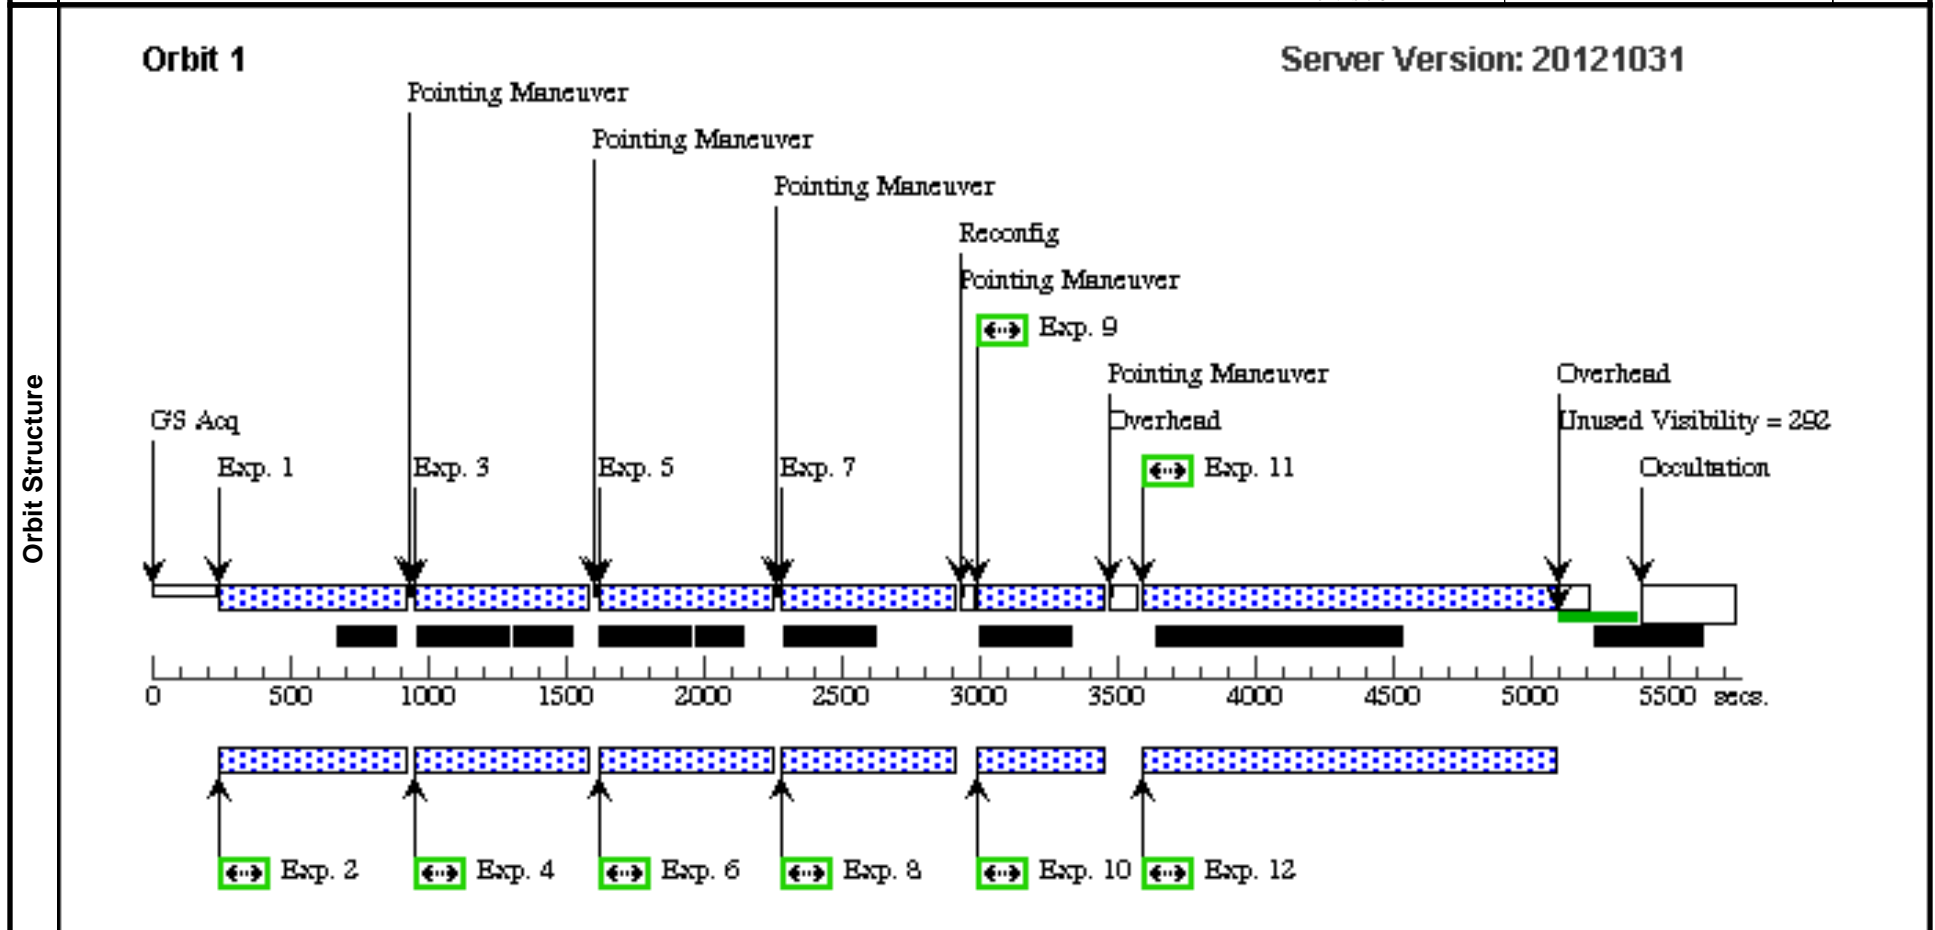 Orbit Structure
Orbit 1
Server Version: 20121031
Pointing Maneuver
Pointing Maneuver
Pointing Maneuver
Reconfig
Pointing Maneuver
Exp. 9
Pointing Maneuver
Overhead
GS Acq
Overhead
Unused Visibility = 292
Exp. 1
Exp. 3
Exp. 5
Exp. 7
Exp. 11
Occultation
0 500 1000 1500 2000 2500 3000 3500 4000 4500 5000 5500 secs.
Exp. 2
Exp. 4
Exp. 6
Exp. 8
Exp. 10
Exp. 12